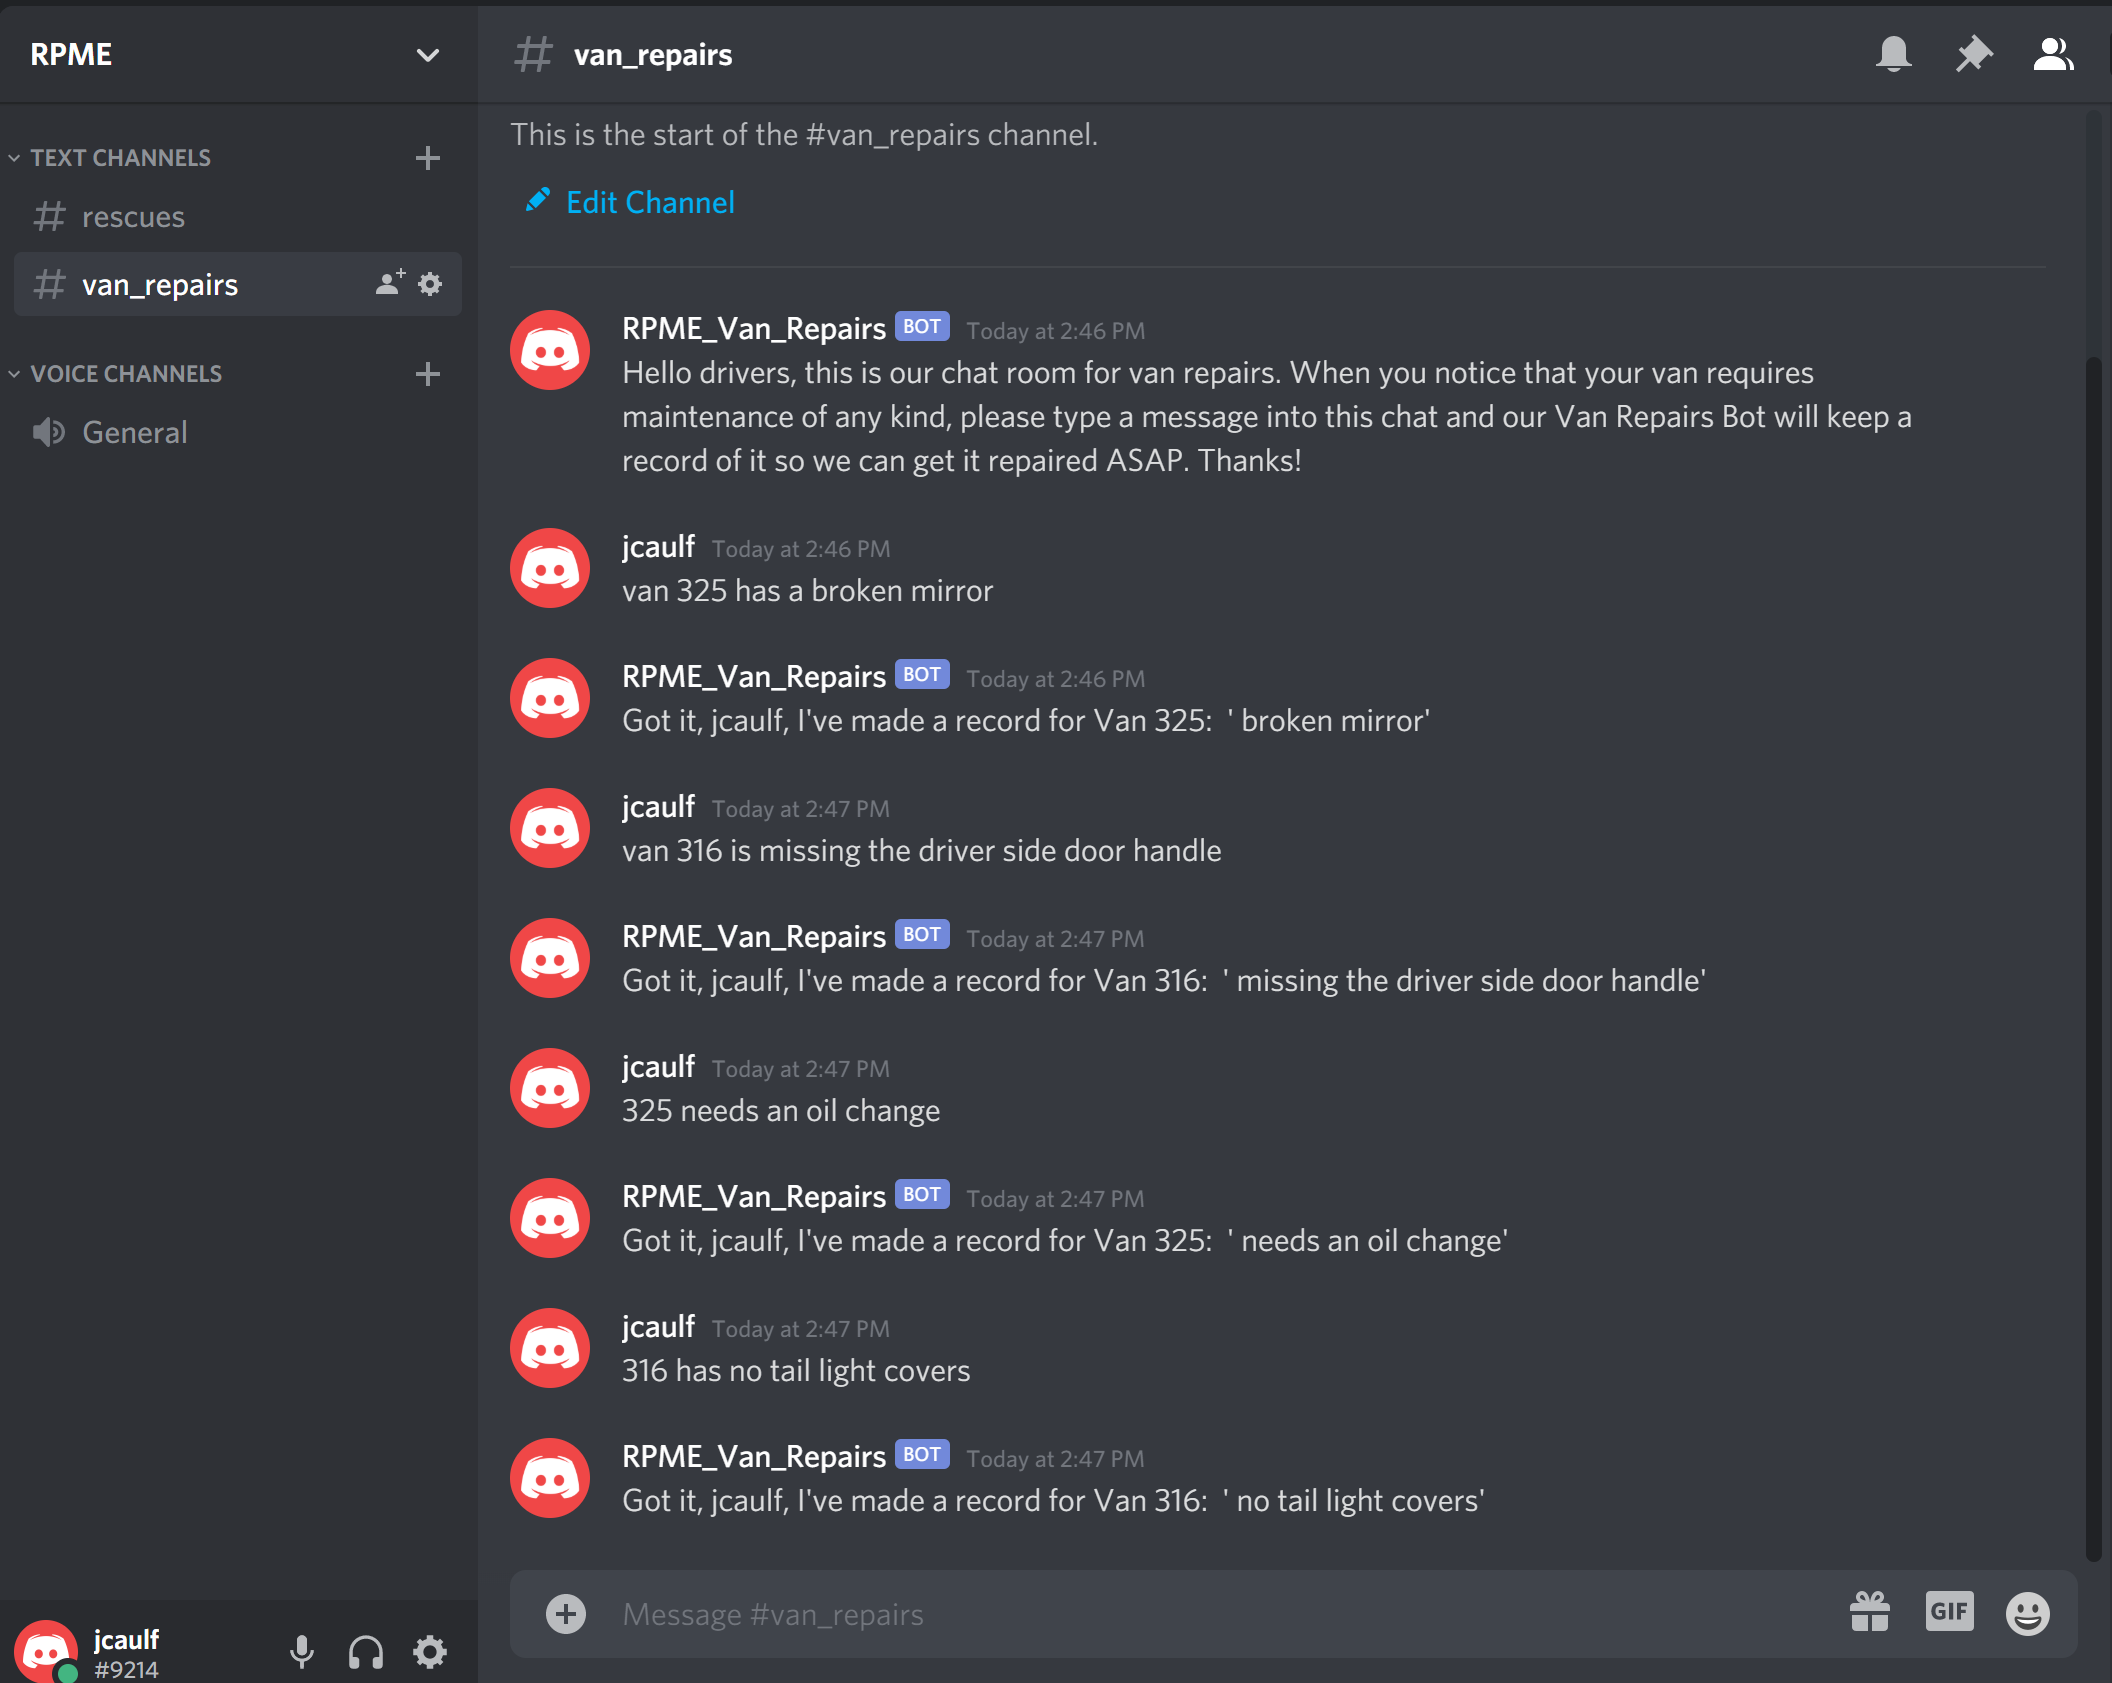 RPME
TEXT CHANNELS
rescues
van_repairs
VOICE CHANNELS
General
jcaulf
#9214
van_repairs
This is the start of the #van_repairs channel.
Edit Channel
RPME_Van_Repairs BOT Today at 2:46 PM
Hello drivers, this is our chat room for van repairs. When you notice that your van requires
maintenance of any kind, please type a message into this chat and our Van Repairs Bot will keep a
record of it so we can get it repaired ASAP. Thanks!
jcaulf Today at 2:46 PM
van 325 has a broken mirror
RPME_Van_Repairs BOT Today at 2:46 PM
Got it, jcaulf, I've made a record for Van 325:  ' broken mirror'
jcaulf Today at 2:47 PM
van 316 is missing the driver side door handle
RPME_Van_Repairs BOT Today at 2:47 PM
Got it, jcaulf, I've made a record for Van 316:  ' missing the driver side door handle'
jcaulf Today at 2:47 PM
325 needs an oil change
RPME_Van_Repairs BOT Today at 2:47 PM
Got it, jcaulf, I've made a record for Van 325:  ' needs an oil change'
jcaulf Today at 2:47 PM
316 has no tail light covers
RPME_Van_Repairs BOT Today at 2:47 PM
Got it, jcaulf, I've made a record for Van 316:  ' no tail light covers'
Message #van_repairs
GIF